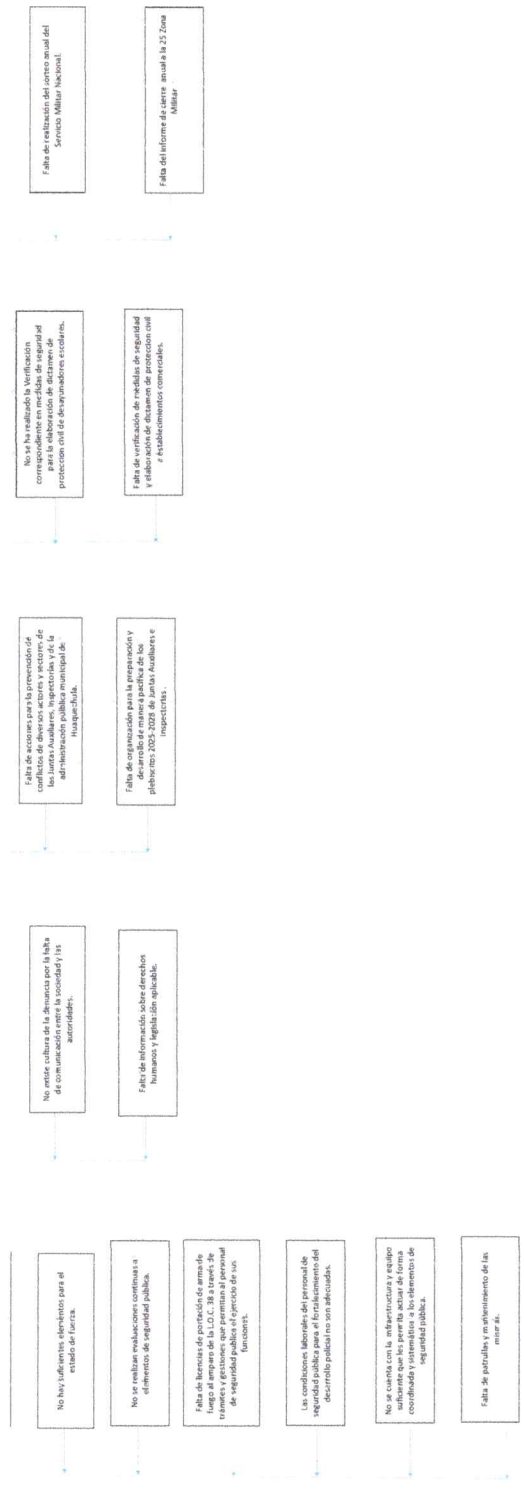 No hay suficientes elementos para el
estado de fuerza.
No se realizan evaluaciones continuas a
elementos de seguridad pública.
Falta de licencias de portación de arma de
fuego al amparo de la L.O.C. 38 a través de
trámites y gestiones que permitan al personal
de seguridad publica el ejercicio de sus
funciones.
Las condiciones laborales del personal de
seguridad pública para el fortalecimiento del
desarrollo policial no son adecuadas.
No se cuenta con la infraestructura y equipo
suficiente que les permita actuar de forma
coordinada y sistemática a los elementos de
seguridad pública.
Falta de patrullas y mantenimiento de las
No existe cultura de la denuncia por la falta
de comunicación entre la sociedad y las
autoridades.
Falta de información sobre derechos
humanos y legislación aplicable.
Falta de acciones para la prevención de
conflictos de diversos actores y sectores de
las Juntas Auxiliares, Inspectorías y de la
administración pública municipal de
Huaquechula.
Falta de organización para la preparación y
desarrollo de manera pacífica de los
plebiscitos 2025-2028 de Juntas Auxiliares e
inspectorias.
No se ha realizado la Verificación
correspondiente en medidas de seguridad
para la elaboración de dictamen de
proteccion civil de desayunadores escolares.
Falta de verificación de medidas de seguridad
y elaboración de dictamen de proteccion civil
a establecimientos comerciales.
Falta de realización del sorteo anual del
Servicio Militar Nacional.
Falta del informe de cierre anual a la 25 Zona
Militar